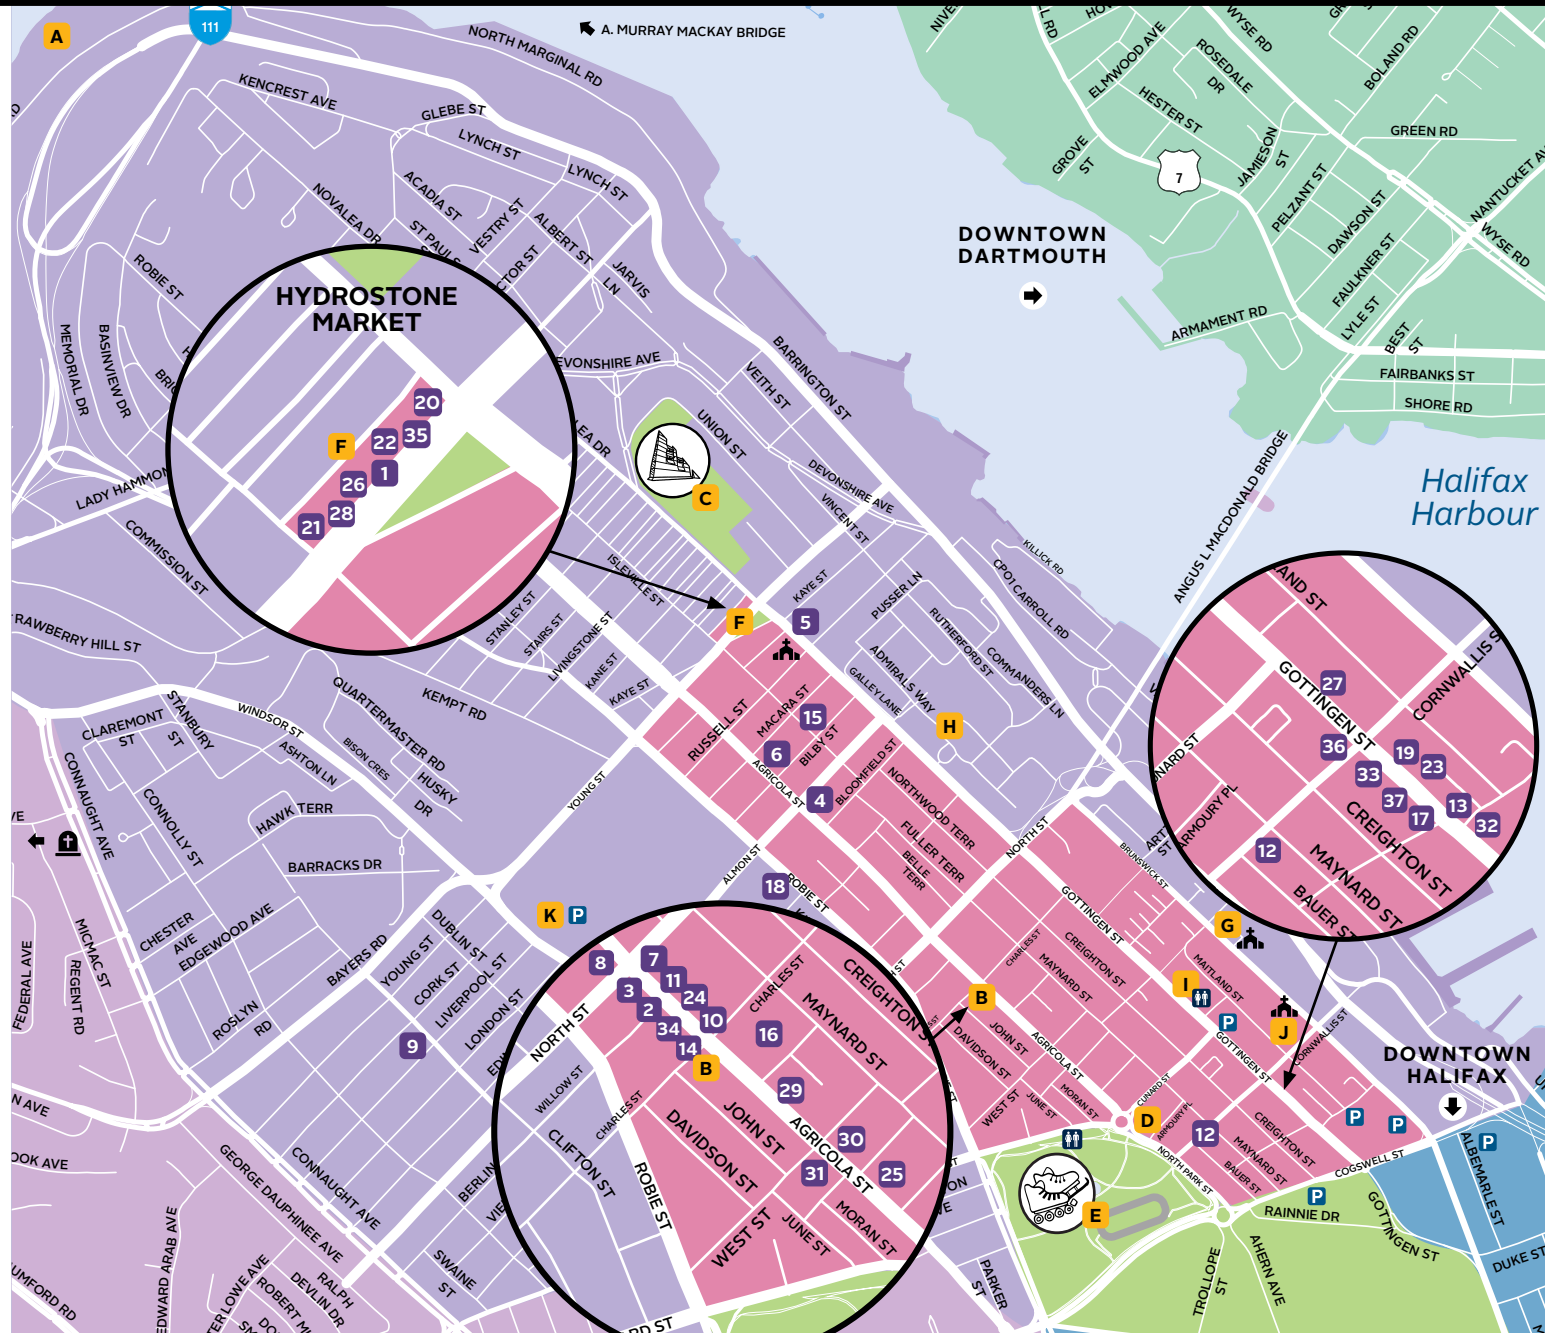 A
111
A. MURRAY MACKAY BRIDGE
NORTH MARGINAL RD
KENCREST AVE
GLEBE ST
LYNCH ST
LYNCH ST
NOVALEA DR
ACADIA ST
ST PAULS
VESTRY ST
ALBERT ST
JARVIS
LN
ROBIE ST
MEMORIAL DR
BASINVIEW DR
LADY HAMMON
COMMISSION ST
RAWBERRY HILL ST
HYDROSTONE
MARKET
20
35
22
F
1
26
28
21
EVONSHIRE AVE
BARRINGTON ST
VEITH ST
UNION ST
DEVONSHIRE AVE
VINCENT ST
C
ISLEVILLE ST
KAYE ST
F
5
STANLEY ST
STAIRS ST
LIVINGSTONE ST
KANE ST
KAYE ST
KEMPT RD
PUSSER LN
RUTHERFORD ST
ADMIRALS WAY
GALLEY LANE
COMMANDERS LN
CPO1 CARROLL RD
KILLICK RD
H
DOWNTOWN
DARTMOUTH
ELMWOOD AVE
ROSEDALE
DR
HESTER ST
GROVE
ST
WYSE RD
BOLAND RD
GREEN RD
JAMIESON
ST
7
PELZANT ST
DAWSON ST
FAULKNER ST
NANTUCKET AV
WYSE RD
LYLE ST
BEST
ST
ARMAMENT RD
FAIRBANKS ST
SHORE RD
ANGUS L MACDONALD BRIDGE
Halifax
Harbour
RUSSELL ST
MACARA ST
15
BILBY ST
6
AGRICOLA ST
4
BLOOMFIELD ST
NORTHWOOD TERR
FULLER TERR
BELLE
TERR
YOUNG ST
ALMON ST
18
ROBIE ST
NORTH ST
QUARTERMASTER RD
WINDSOR ST
STANBURY
ST
CLAREMONT
ST
ASHTON LN
BISON CRES
HUSKY
DR
CONNAUGHT AVE
CONNOLLY ST
HAWK TERR
BARRACKS DR
CHESTER
AVE
EDGEWOOD AVE
MICMAC ST
REGENT RD
FEDERAL AVE
ROSLYN
RD
BAYERS RD
YOUNG ST
DUBLIN ST
CORK ST
LIVERPOOL ST
LONDON ST
9
K
P
GOTTINGEN ST
BRUNSWICK ST
CHARLES ST
CREIGHTON ST
MAYNARD ST
MAITLAND ST
G
I
P
J
CORNWALLIS ST
GOTTINGEN ST
B
JOHN ST
DAVIDSON ST
AGRICOLA ST
WEST ST
JUNE ST
MORAN ST
CUNARD ST
D
ARMOURY PL
12
NORTH PARK ST
CREIGHTON ST
MAYNARD ST
BAUER ST
COGSWELL ST
P
P
P
P
E
RAINNIE DR
GOTTINGEN ST
TROLLOPE
ST
AHERN AVE
ALBEMARLE ST
DUKE ST
DOWNTOWN
HALIFAX
GOTTINGEN ST
CORNWALLIS S
27
36
19
23
33
37
17
13
32
12
ARMOURY PL
CREIGHTON ST
MAYNARD ST
BAUER ST
8
7
11
3
24
2
10
34
14
B
16
29
30
31
25
NORTH ST
CHARLES ST
CREIGHTON S
MAYNARD ST
AGRICOLA ST
JOHN ST
DAVIDSON ST
WEST ST
JUNE ST
MORAN ST
ROBIE ST
WILLOW ST
CHARLES ST
CLIFTON ST
RD ST
PARKER
ST
GEORGE DAUPHINEE AVE
CONNAUGHT AVE
SWAINE
ST
BERLIN
EDWARD ARAB AVE
RALPH
DEVLIN DR
UMFORD RD
OOK AVE
N AVE